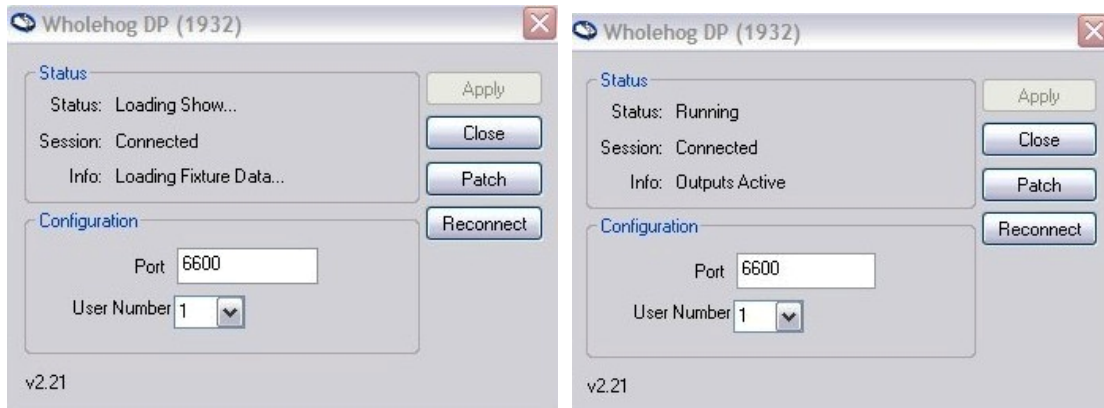 Wholehog DP (1932)
Status
Status: Loading Show...
Session: Connected
Info: Loading Fixture Data...
Apply
Close
Patch
Reconnect
Configuration
Port 6600
User Number 1
v2.21
Wholehog DP (1932)
Status
Status: Running
Session: Connected
Info: Outputs Active
Apply
Close
Patch
Reconnect
Configuration
Port 6600
User Number 1
v2.21